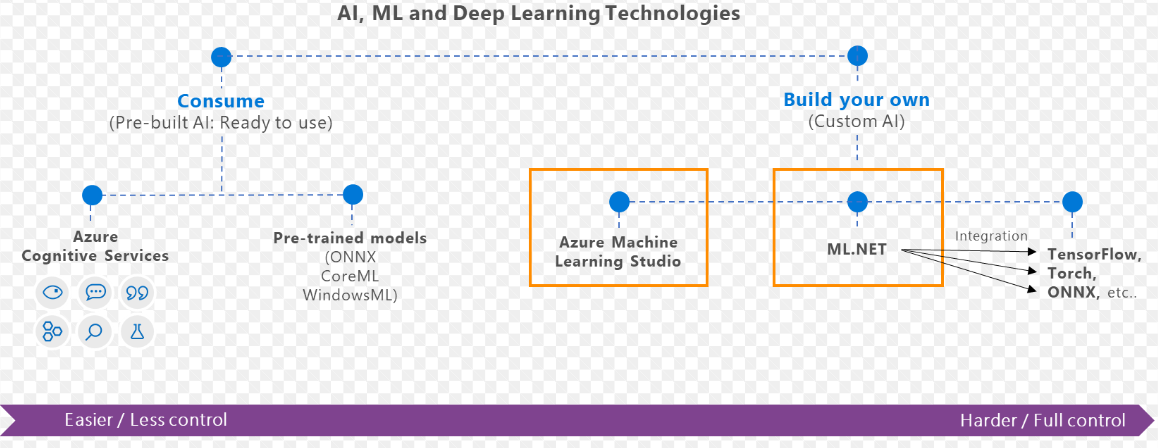 AI, ML and Deep Learning Technologies
Consume
(Pre-built AI: Ready to use)
Build your own
(Custom AI)
Azure
Cognitive Services
Pre-trained models
(ONNX
CoreML
WindowsML)
Azure Machine
Learning Studio
ML.NET
Integration
TensorFlow,
Torch,
ONNX, etc..
Easier / Less control
Harder / Full control